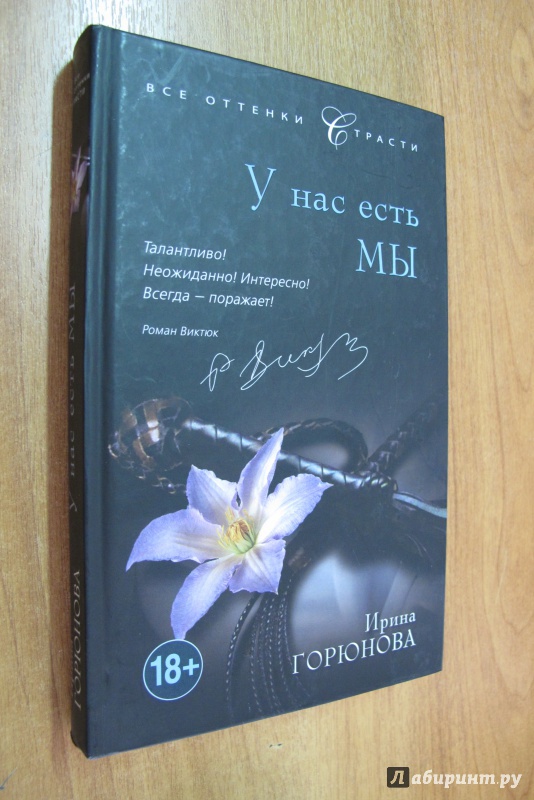 ВСЕ ОТТЕНКИ СТРАСТИ
У нас есть
МЫ
Талантливо!
Неожиданно! Интересно!
Всегда – поражает!
Роман Виктюк
Ирина
ГОРЮНОВА
18+
У нас есть МЫ
ГОРЮНОВА
Лабиринт.ру